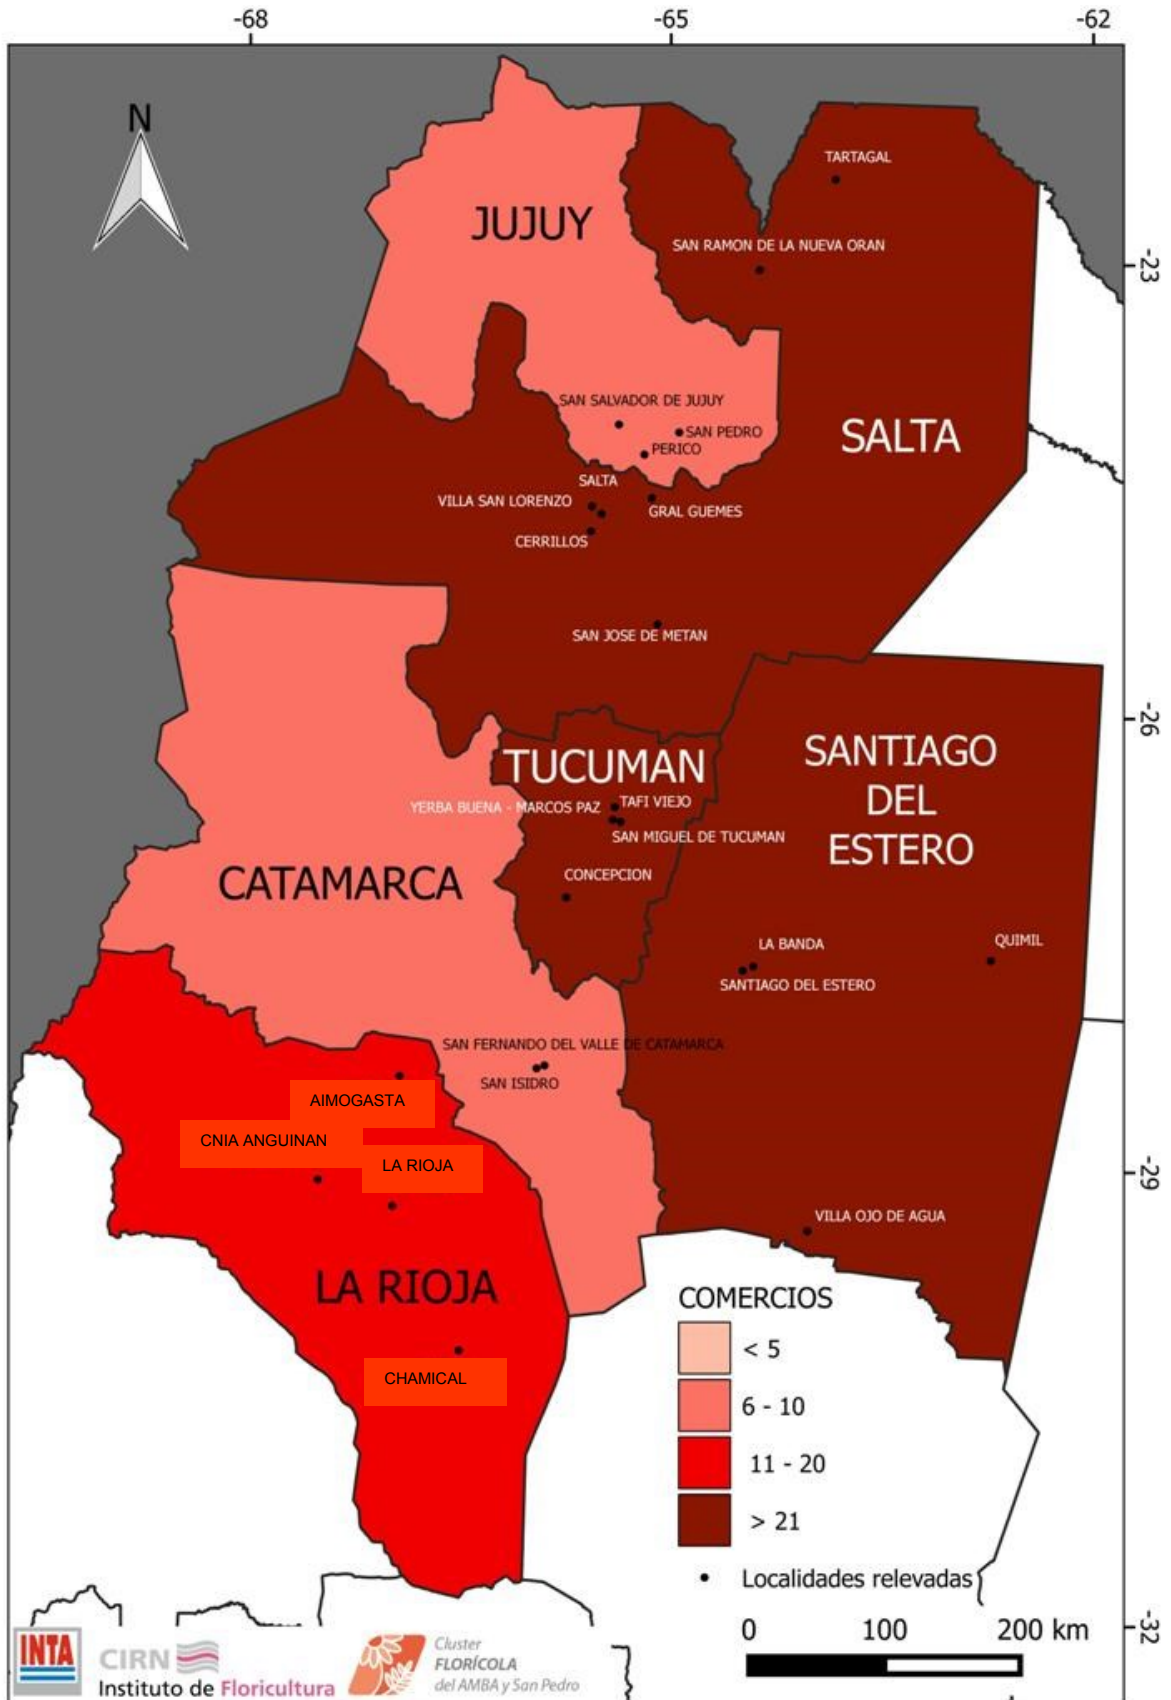 -68
-65
-62
N
JUJUY
TARTAGAL
SAN RAMON DE LA NUEVA ORAN
-23
SAN SALVADOR DE JUJUY
SAN PEDRO
PERICO
SALTA
SALTA
VILLA SAN LORENZO
GRAL GUEMES
CERRILLOS
SAN JOSE DE METAN
-26
TUCUMAN
SANTIAGO
DEL
ESTERO
YERBA BUENA - MARCOS PAZ
TAFI VIEJO
SAN MIGUEL DE TUCUMAN
CATAMARCA
CONCEPCION
LA BANDA
QUIMIL
SANTIAGO DEL ESTERO
SAN FERNANDO DEL VALLE DE CATAMARCA
SAN ISIDRO
AIMOGASTA
CNIA ANGUINAN
LA RIOJA
-29
VILLA OJO DE AGUA
LA RIOJA
CHAMICAL
COMERCIOS
< 5
6 - 10
11 - 20
> 21
Localidades relevadas
0 100 200 km
-32
INTA
CIRN
Instituto de Floricultura
Cluster
FLORÍCOLA
del AMBA y San Pedro